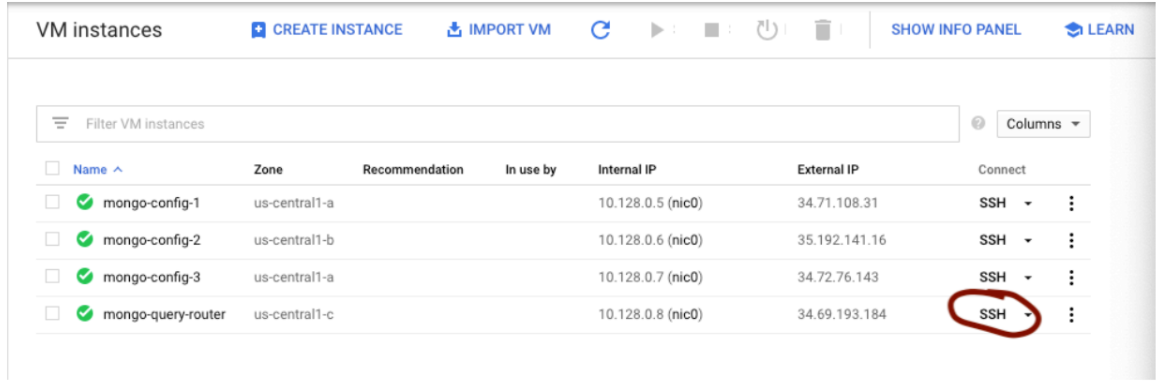 VM instances CREATE INSTANCE IMPORT VM SHOW INFO PANEL LEARN
Filter VM instances Columns
Name Zone Recommendation In use by Internal IP External IP Connect
mongo-config-1 us-central1-a 10.128.0.5 (nic0) 34.71.108.31 SSH
mongo-config-2 us-central1-b 10.128.0.6 (nic0) 35.192.141.16 SSH
mongo-config-3 us-central1-a 10.128.0.7 (nic0) 34.72.76.143 SSH
mongo-query-router us-central1-c 10.128.0.8 (nic0) 34.69.193.184 SSH